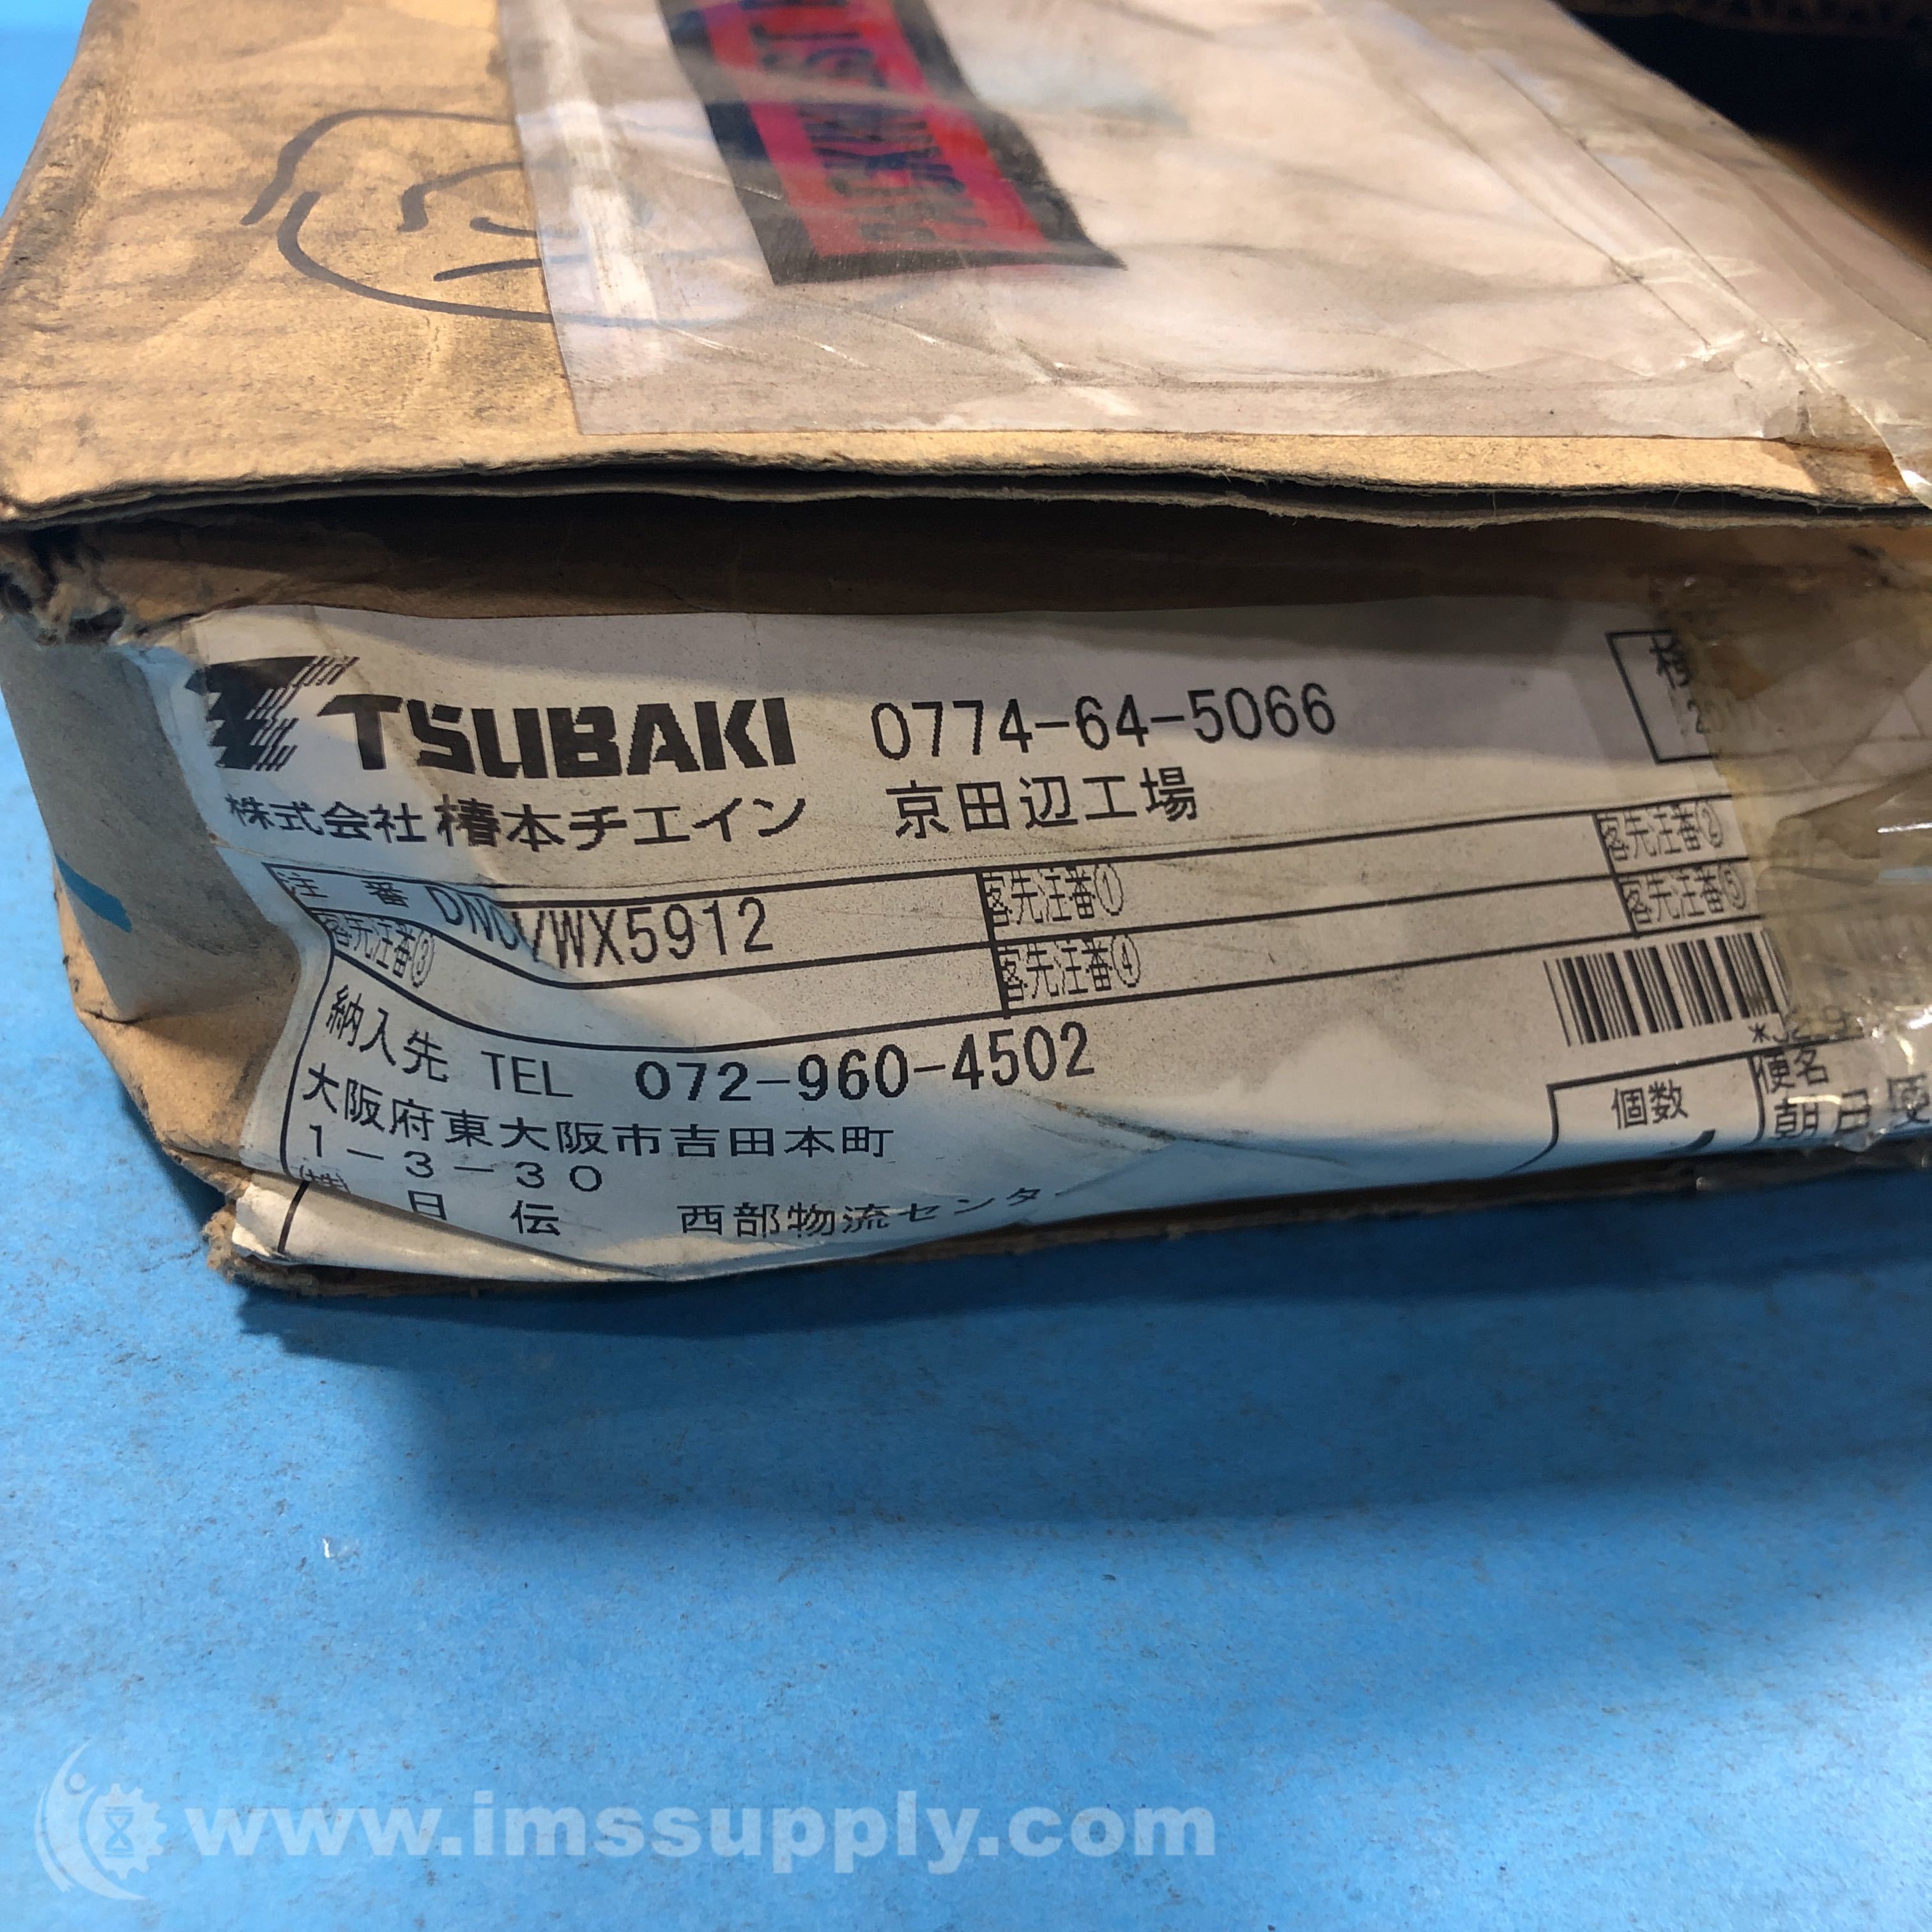 TSUBAKI 0774-64-5066
株式会社 椿本チエイン 京田辺工場
注 番 客先注番① 客先注番②
客先注番③ 客先注番④ 客先注番⑤
納入先 TEL 072-960-4502
大阪府東大阪市吉田本町
1-3-30
(株) 日 伝 西部物流センタ
個数 便名
www.imssupply.com